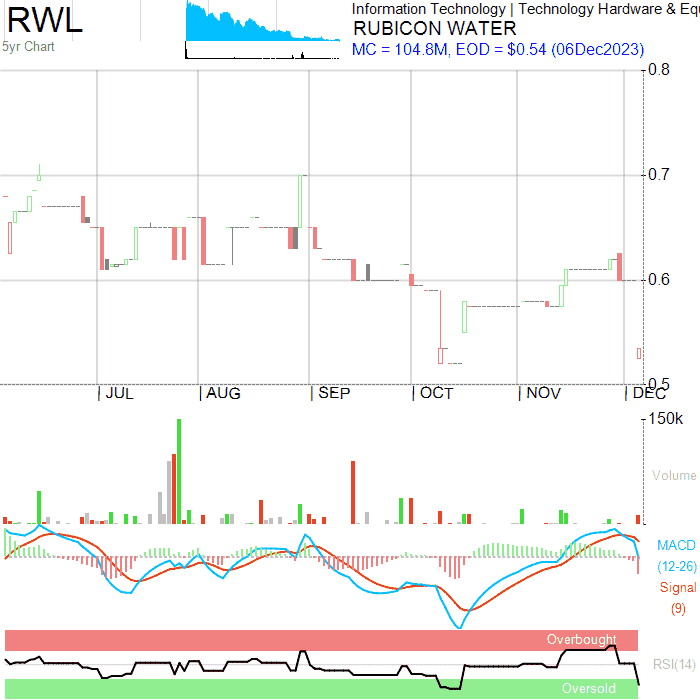 RWL
5yr Chart
Information Technology | Technology Hardware & Equ
RUBICON WATER
MC = 104.8M, EOD = $0.54 (06Dec2023)
0.8
0.7
0.6
0.5
| JUL
| AUG
| SEP
| OCT
| NOV
| DEC
150k
Volume
MACD
(12-26)
Signal
(9)
Overbought
RSI(14)
Oversold